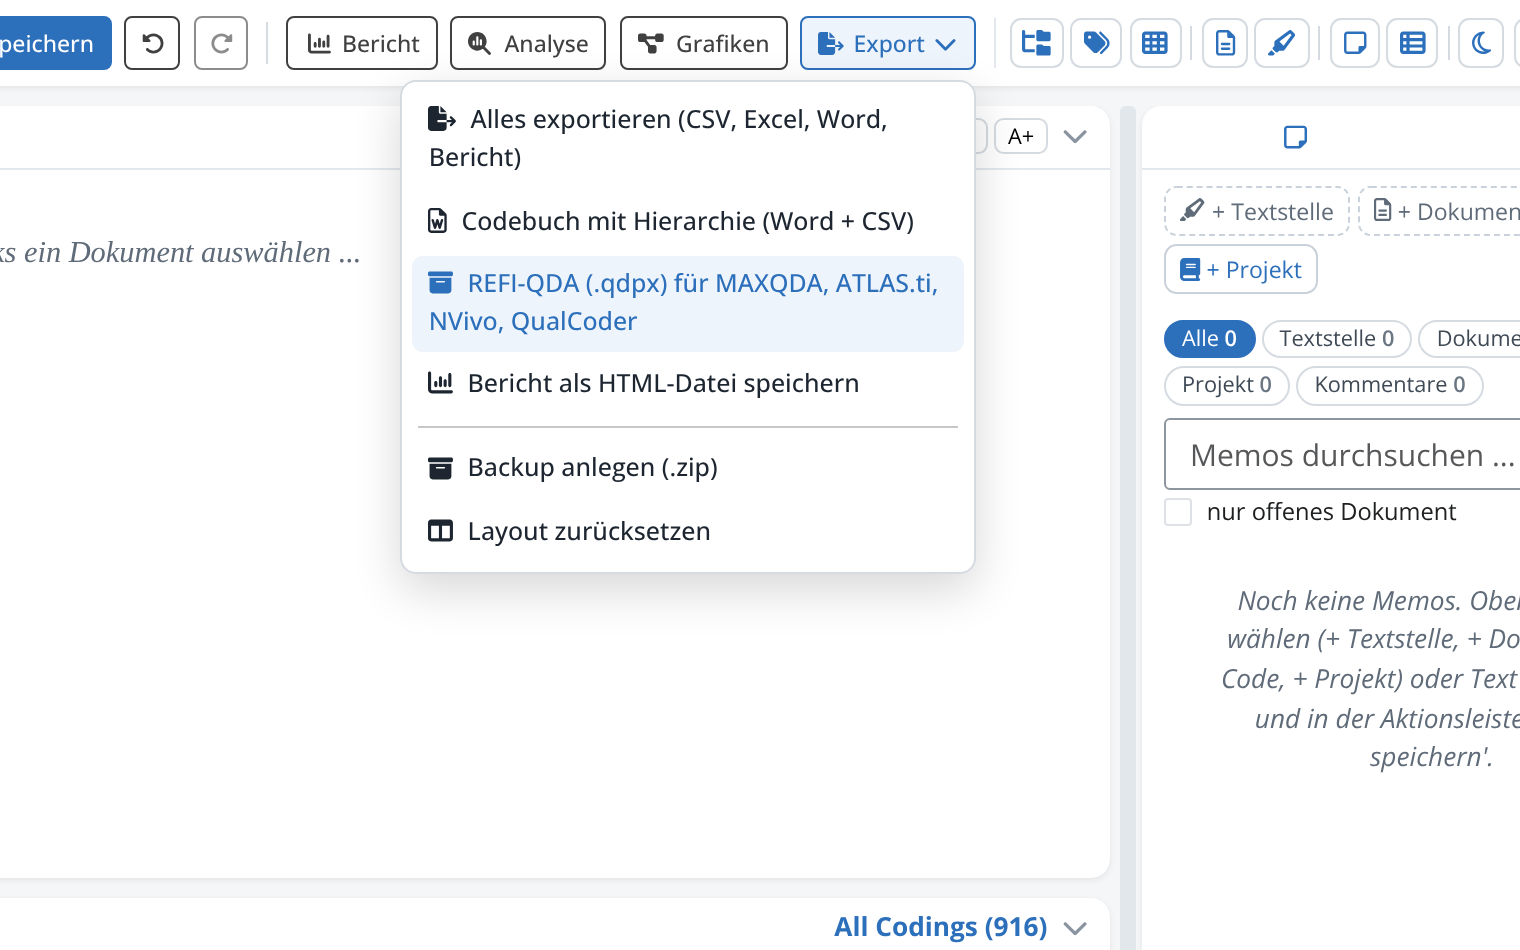 peichern
Bericht
Analyse
Grafiken
Export
Alles exportieren (CSV, Excel, Word,
Bericht)
Codebuch mit Hierarchie (Word + CSV)
REFI-QDA (.qdpx) für MAXQDA, ATLAS.ti,
NVivo, QualCoder
Bericht als HTML-Datei speichern
Backup anlegen (.zip)
Layout zurücksetzen
A+
ks ein Dokument auswählen ...
+ Textstelle
+ Dokumen
+ Projekt
Alle 0
Textstelle 0
Dokume
Projekt 0
Kommentare 0
Memos durchsuchen ...
nur offenes Dokument
Noch keine Memos. Ober
wählen (+ Textstelle, + Do
Code, + Projekt) oder Text
und in der Aktionsleiste
speichern'.
All Codings (916)